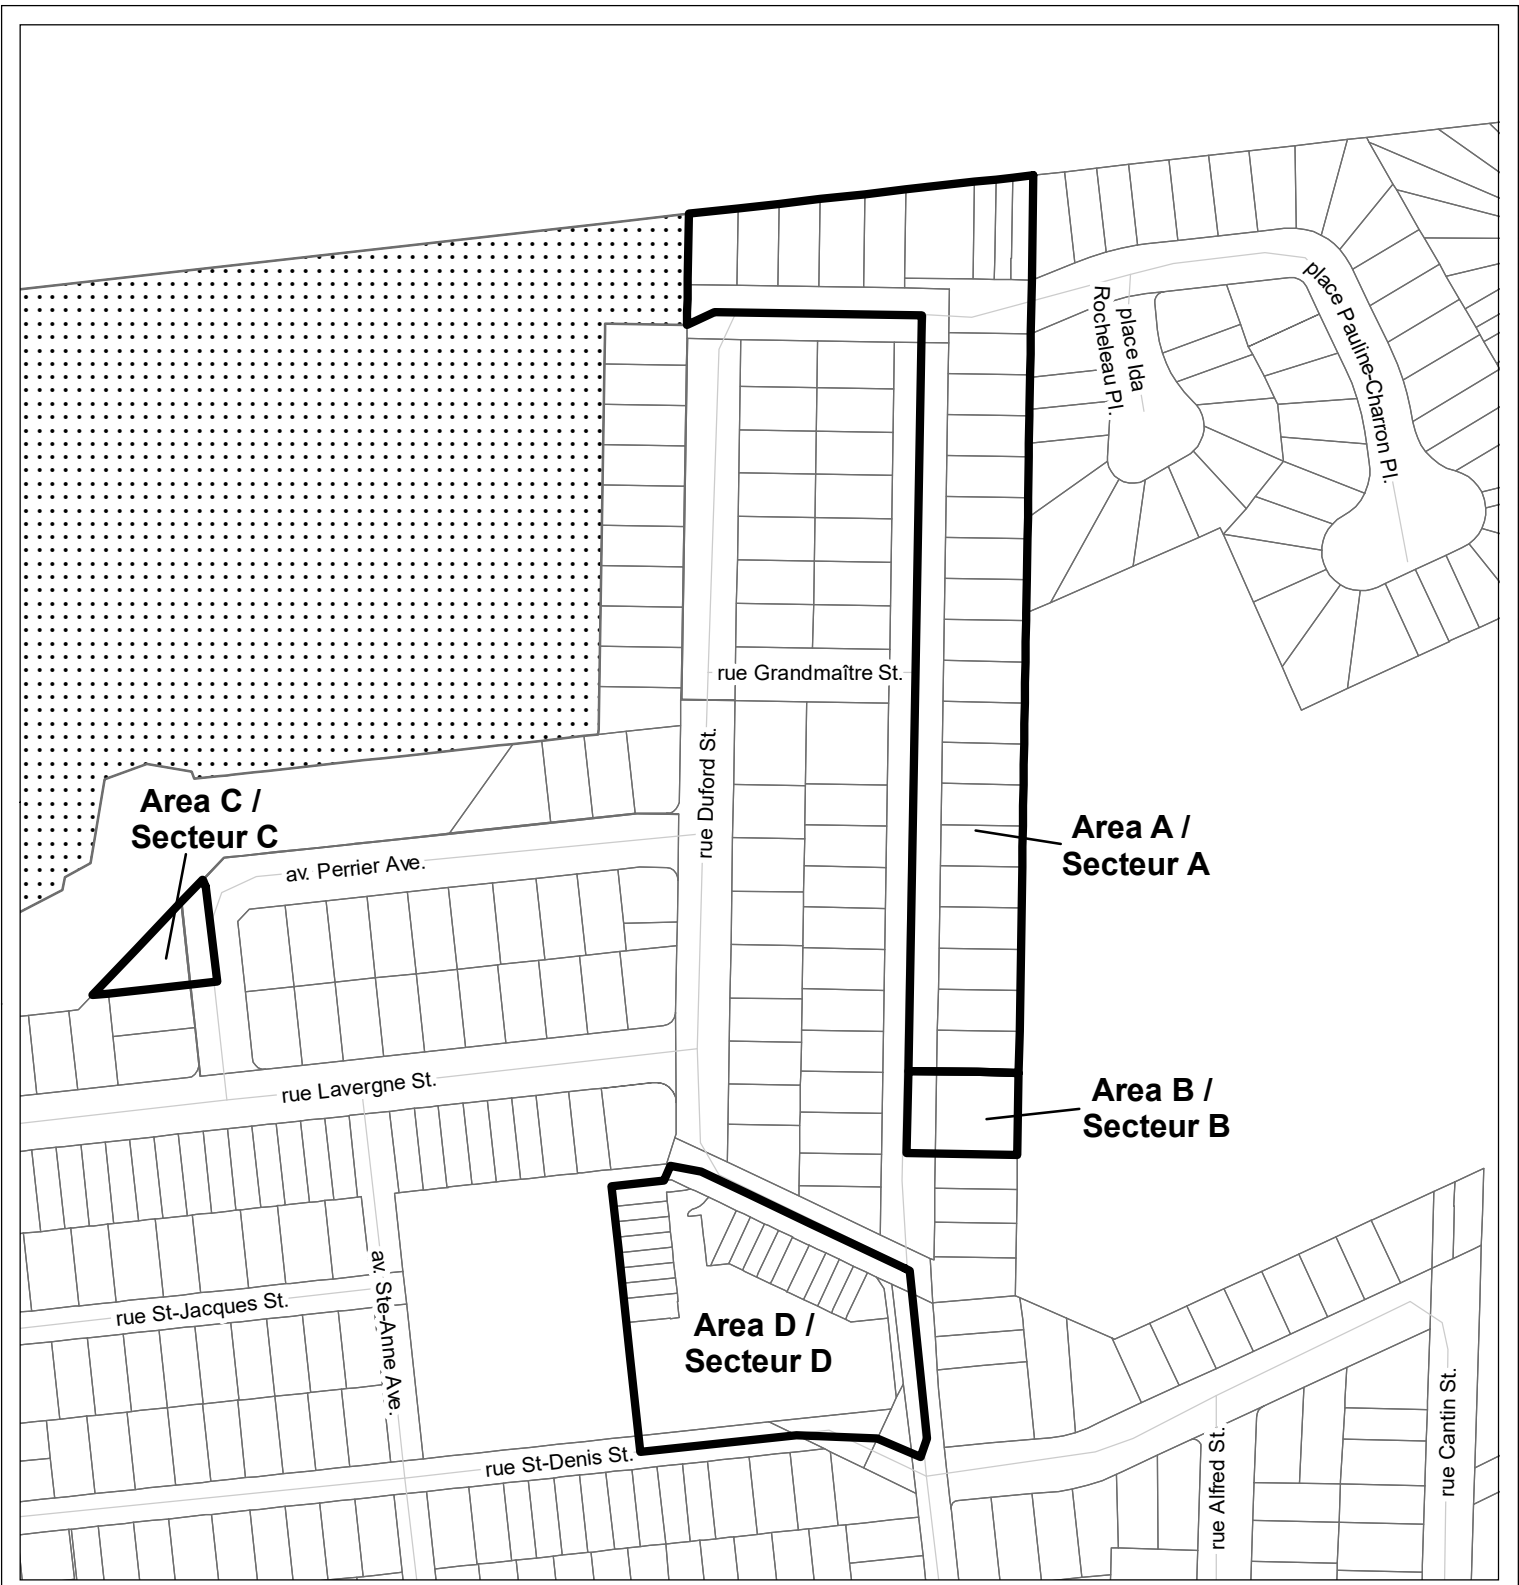 place Pauline-Charron Pl.
place Ida
Rocheleau Pl.
rue Grandmaître St.
rue Duford St.
Area C /
Secteur C
av. Perrier Ave.
Area A /
Secteur A
rue Lavergne St.
Area B /
Secteur B
rue St-Jacques St.
av. Ste-Anne Ave.
Area D /
Secteur D
rue St-Denis St.
rue Alfred St.
rue Cantin St.